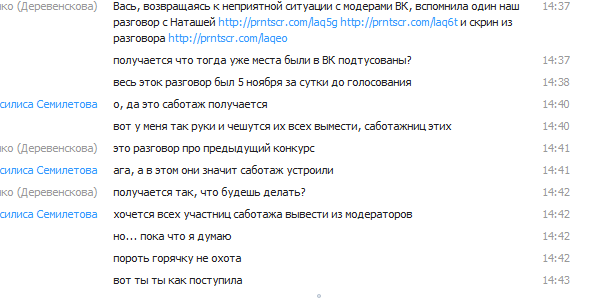 ко (Деревенскова) Вась, возвращаясь к неприятной ситуации с модерами ВК, вспомнила один наш 14:37
разговор с Наташей http://prntscr.com/laq5g http://prntscr.com/laq6t и скрин из
разговора http://prntscr.com/laqeo
получается что тогда уже места были в ВК подтусованы? 14:37
весь эток разговор был 5 ноября за сутки до голосования 14:38
силиса Семилетова о, да это саботаж получается 14:40
вот у меня так руки и чешутся их всех вымести, саботажниц этих 14:40
ко (Деревенскова) это разговор про предыдущий конкурс 14:41
силиса Семилетова ага, а в этом они значит саботаж устроили 14:41
ко (Деревенскова) получается так, что будешь делать? 14:42
силиса Семилетова хочется всех участниц саботажа вывести из модераторов 14:42
но... пока что я думаю 14:42
пороть горячку не охота 14:42
вот ты ты как поступила 14:43